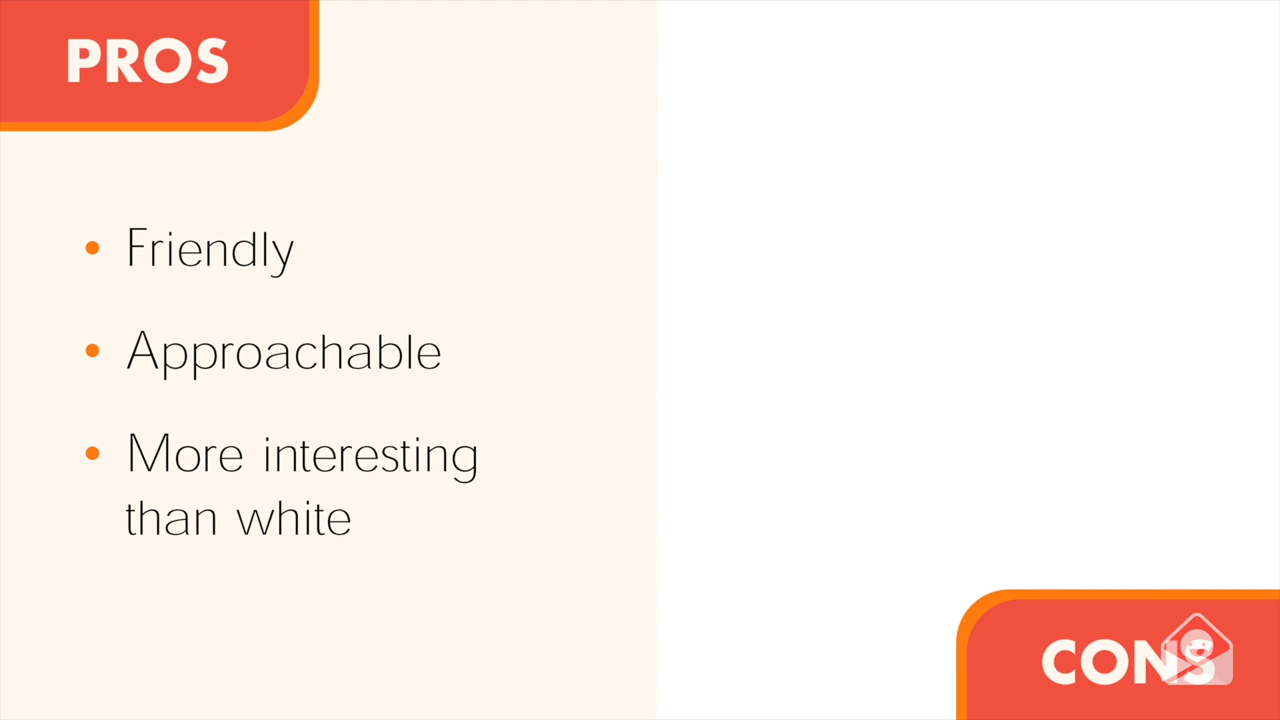 PROS
• Friendly
• Approachable
• More interesting
than white
CONS